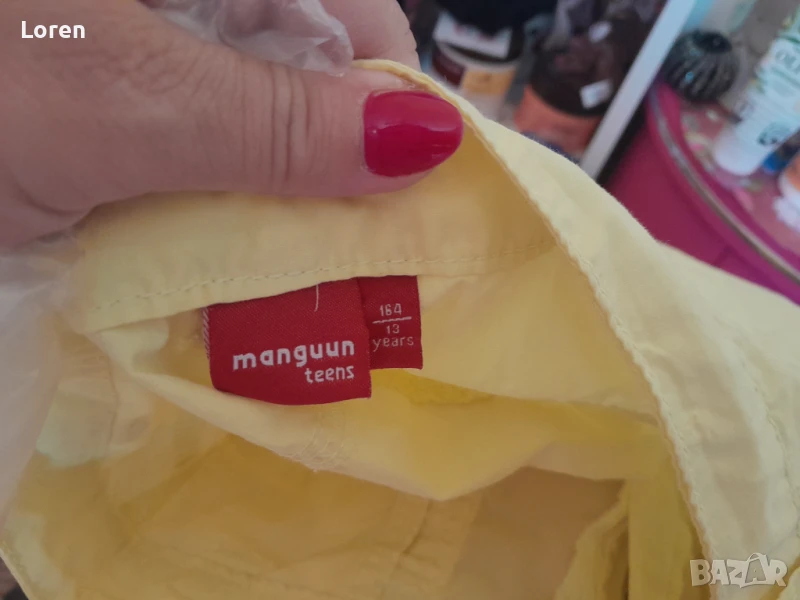 Loren
manguun
teens
164
13
years
BAZAR